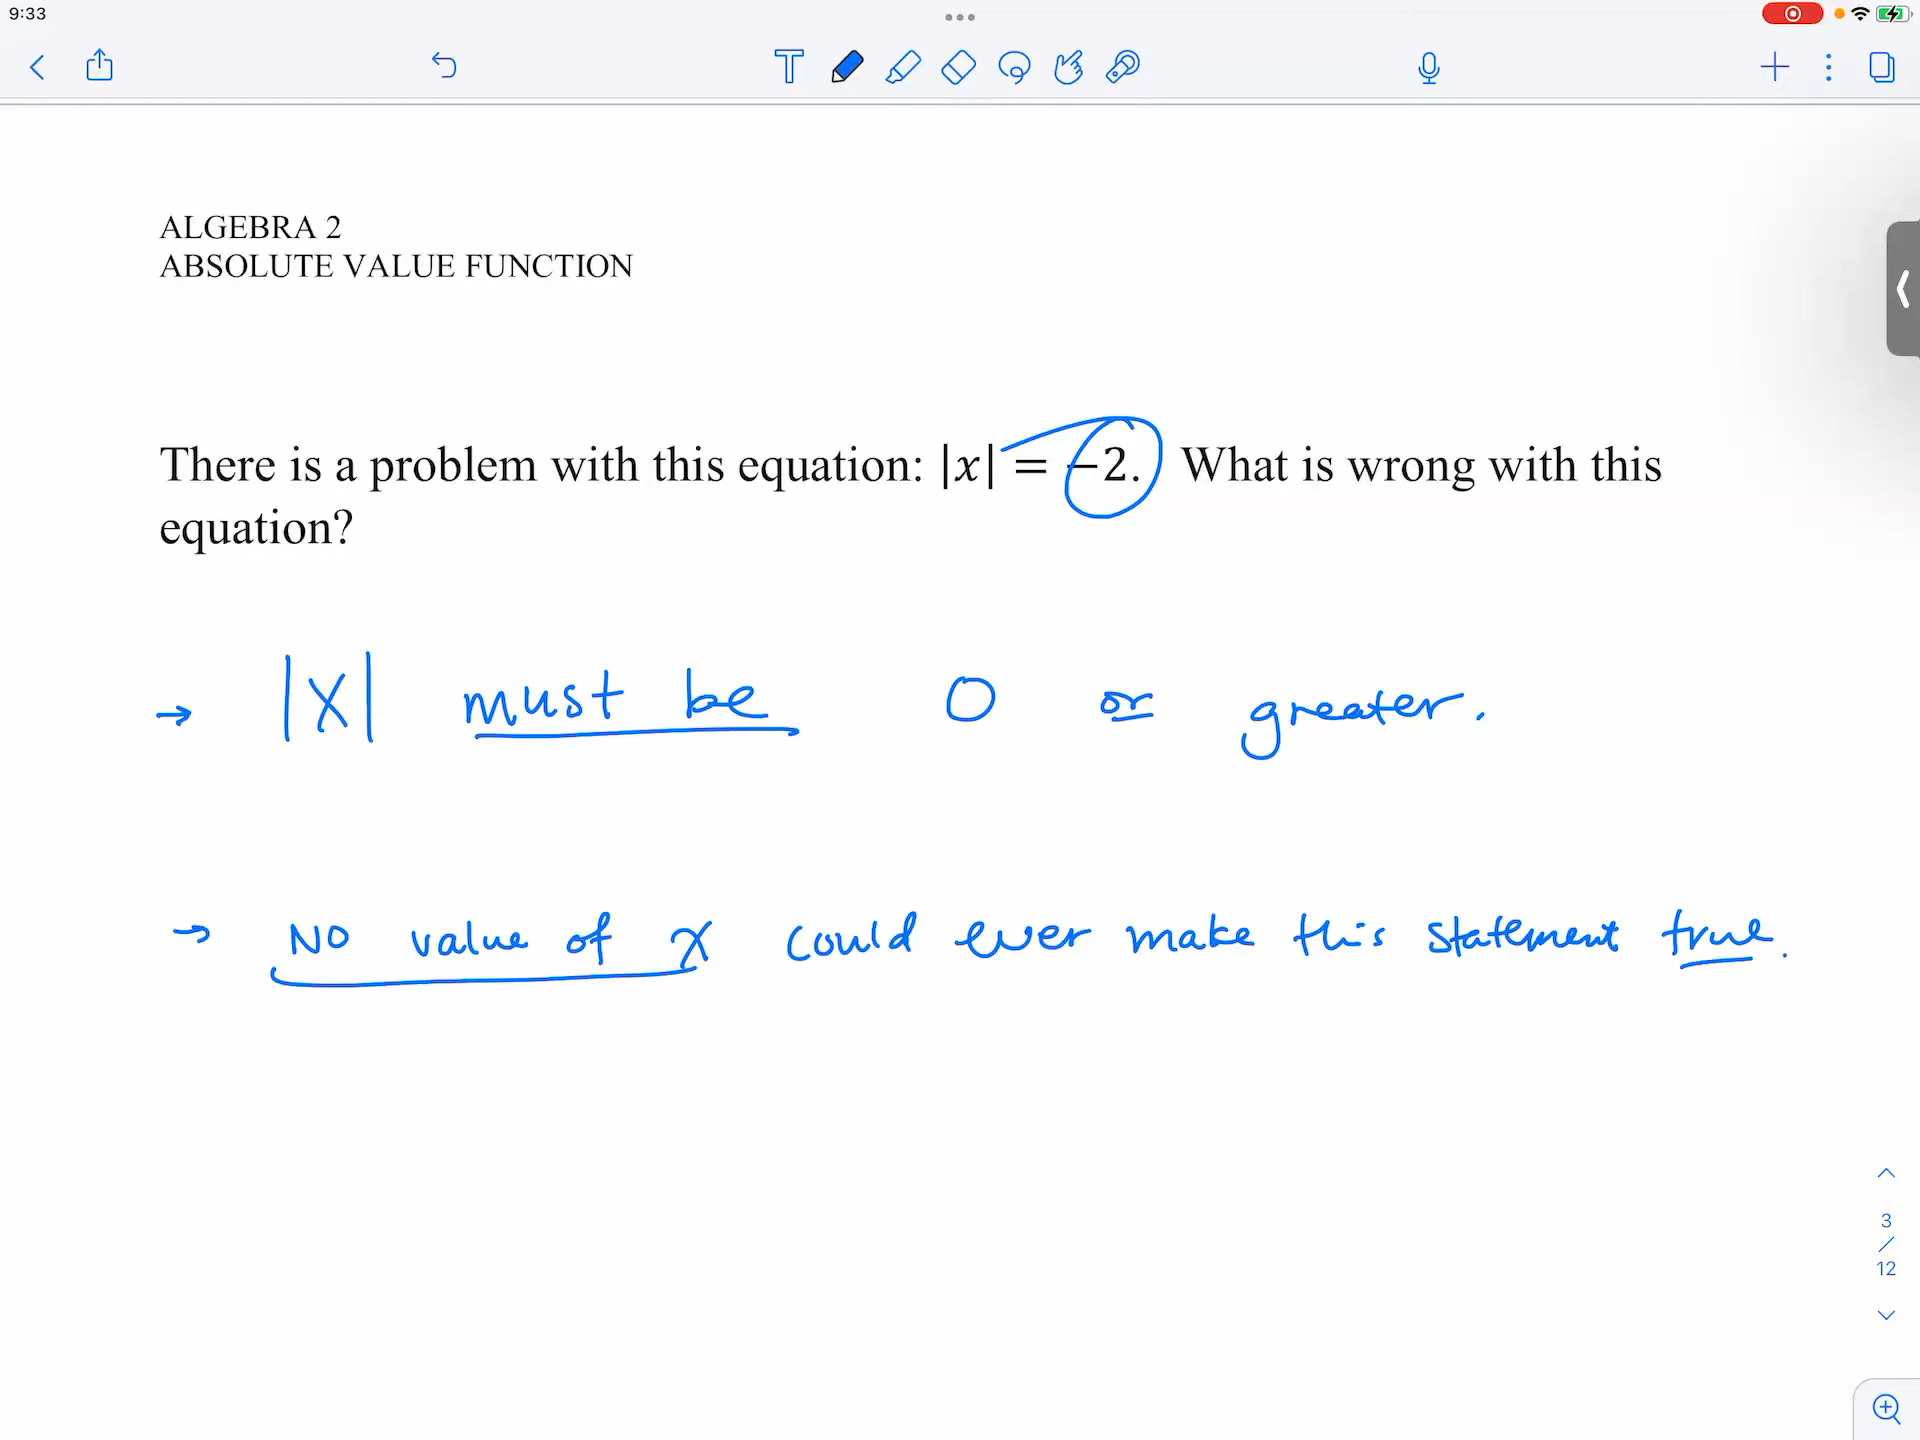 9:33
ALGEBRA 2
ABSOLUTE VALUE FUNCTION
There is a problem with this equation: |x| = −2. What is wrong with this
equation?
→ |X| must be 0 or greater.
→ No value of x could ever make this statement true.
3
/
12